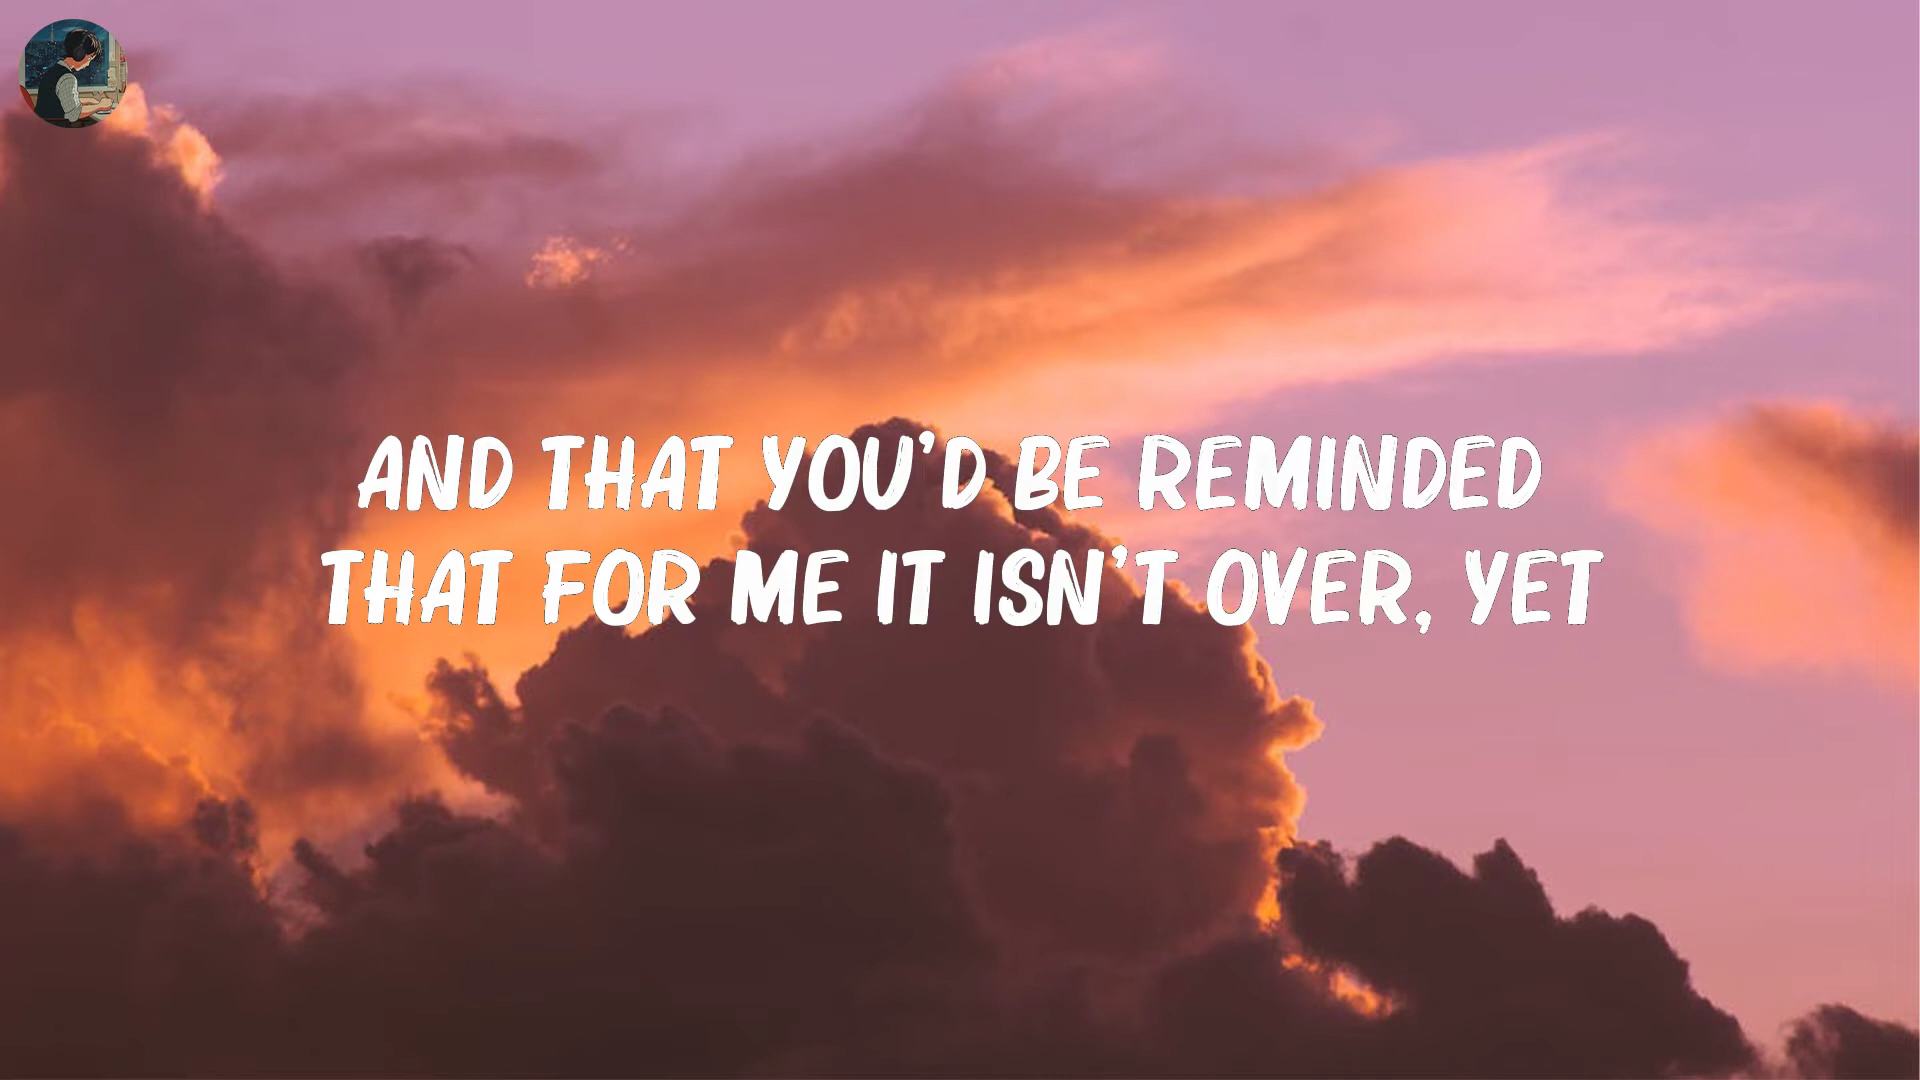 AND THAT YOU'D BE REMINDED
THAT FOR ME IT ISN'T OVER, YET